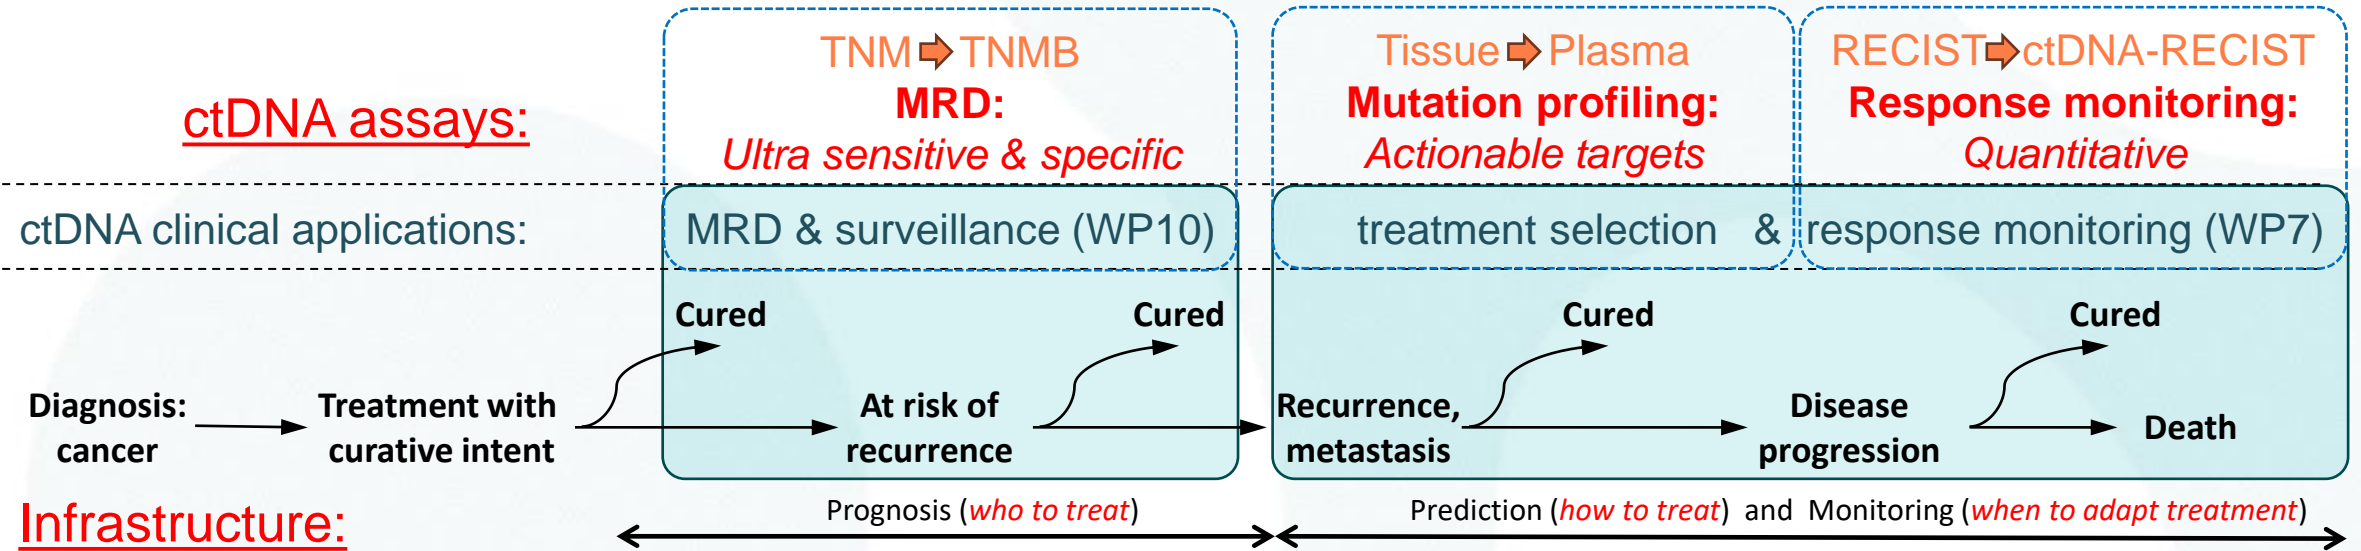 TNM TNMB
MRD:
Ultra sensitive & specific
Tissue Plasma
Mutation profiling:
Actionable targets
RECIST ctDNA-RECIST
Response monitoring:
Quantitative
ctDNA assays:
ctDNA clinical applications:
MRD & surveillance (WP10)
treatment selection & response monitoring (WP7)
Cured
Cured
Cured
Cured
Diagnosis:
cancer
Treatment with
curative intent
At risk of
recurrence
Recurrence,
metastasis
Disease
progression
Death
Infrastructure:
Prognosis (who to treat)
Prediction (how to treat) and Monitoring (when to adapt treatment)